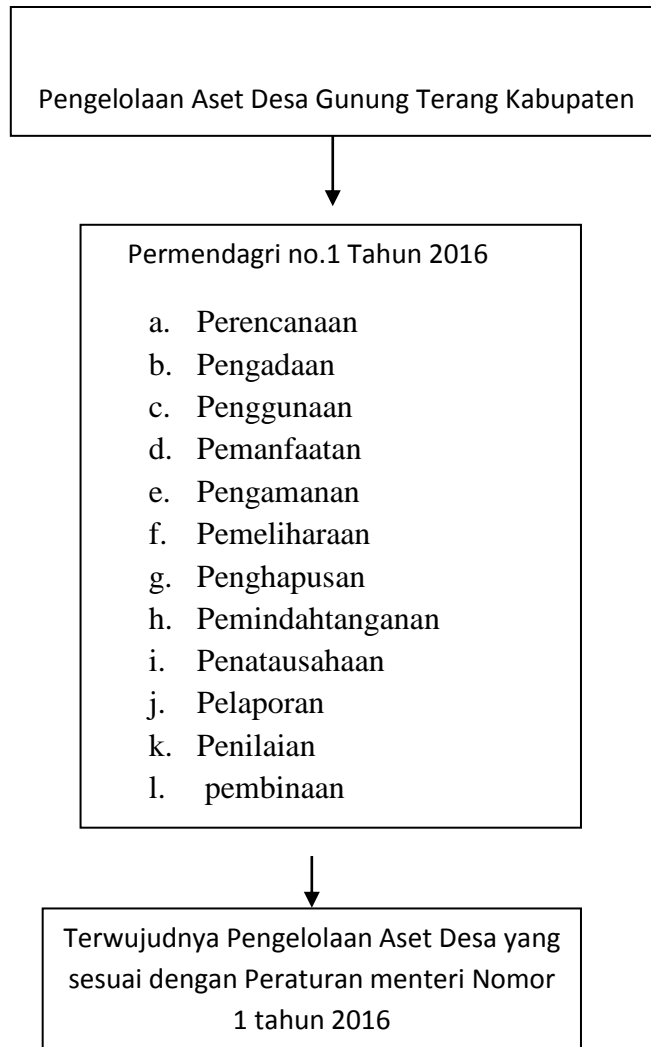 Pengelolaan Aset Desa Gunung Terang Kabupaten
Permendagri no.1 Tahun 2016
a. Perencanaan
b. Pengadaan
c. Penggunaan
d. Pemanfaatan
e. Pengamanan
f. Pemeliharaan
g. Penghapusan
h. Pemindahtanganan
i. Penatausahaan
j. Pelaporan
k. Penilaian
l. pembinaan
Terwujudnya Pengelolaan Aset Desa yang
sesuai dengan Peraturan menteri Nomor
1 tahun 2016